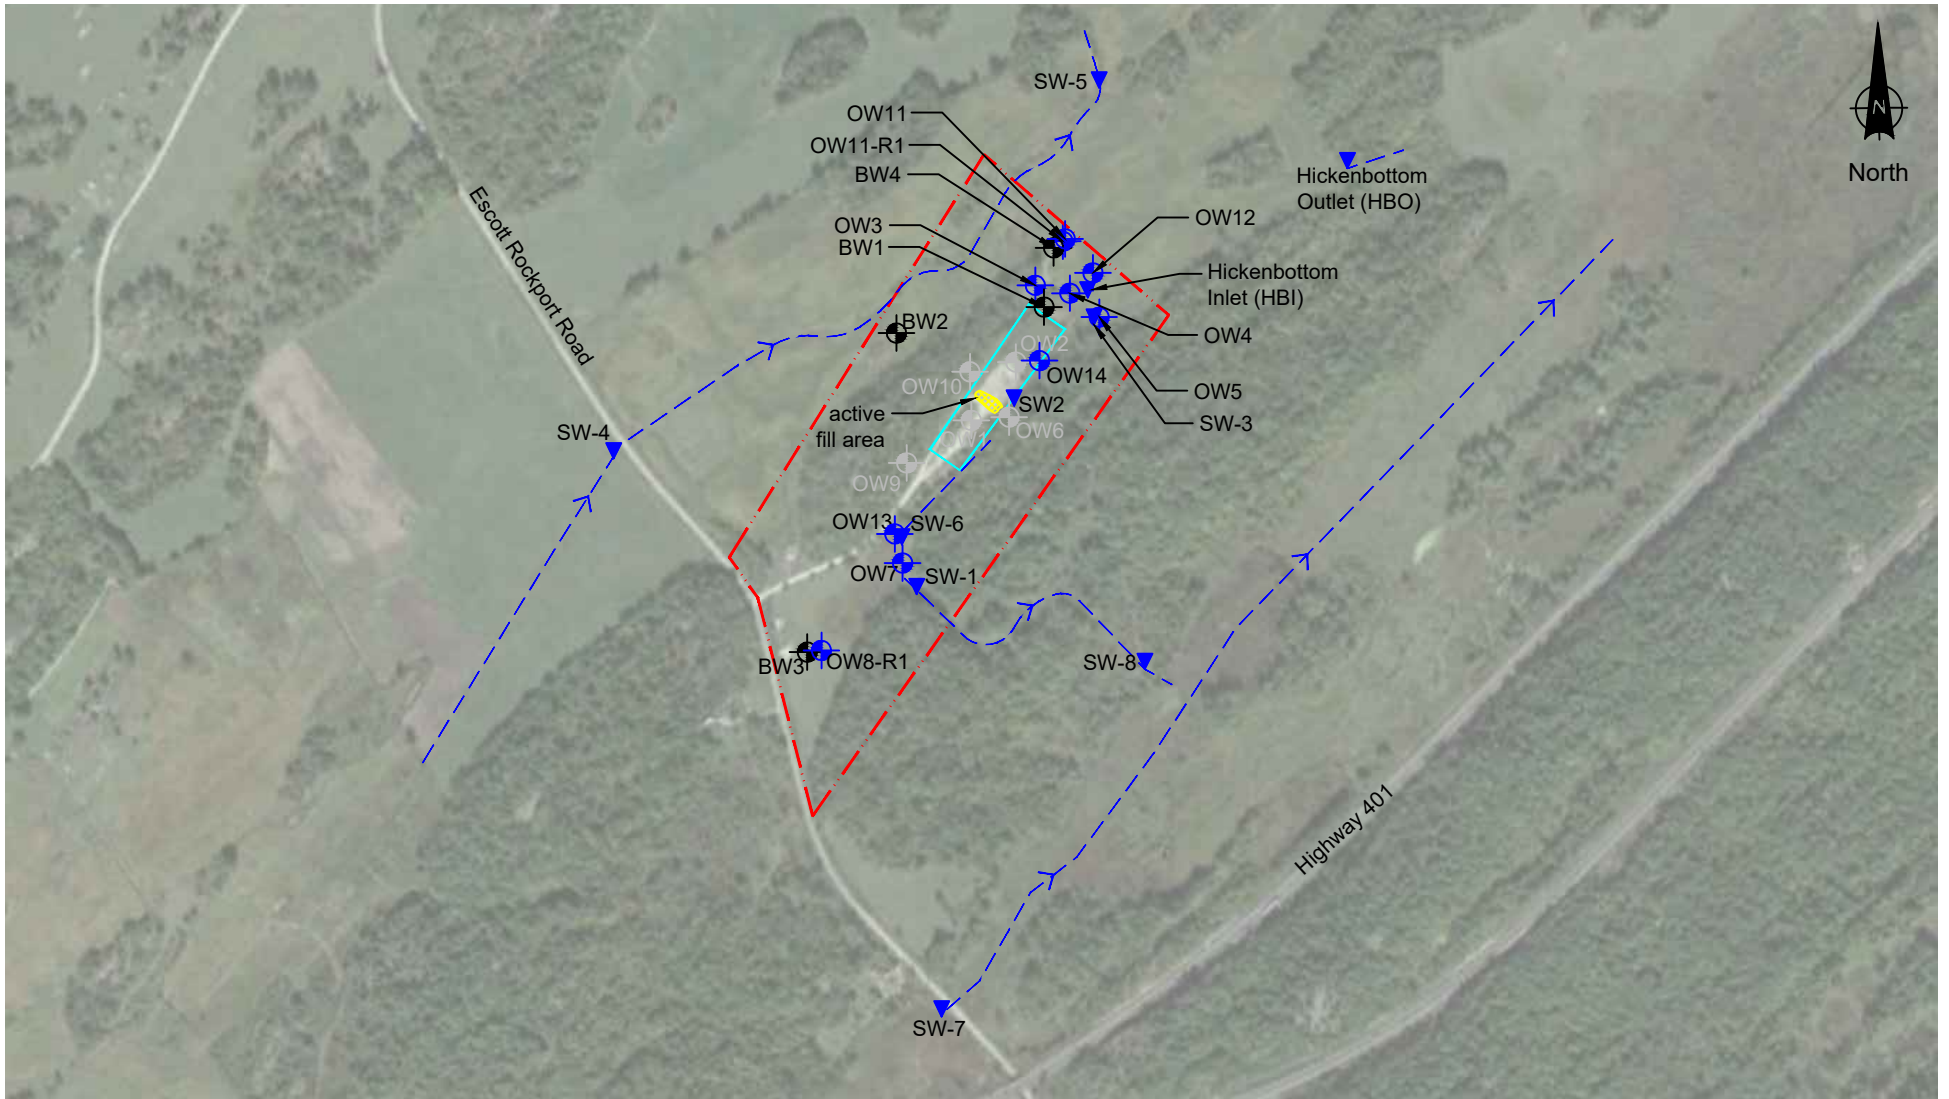 SW-5
OW11
OW11-R1
BW4
OW3
BW1
N
North
Hickenbottom
Outlet (HBO)
OW12
Hickenbottom
Inlet (HBI)
OW4
BW2
OW2
OW10
OW14
OW5
SW2
SW-3
active
fill area
OW6
OW1
SW-4
Escott Rockport Road
OW9
OW13
SW-6
OW7
SW-1
BW3
OW8-R1
SW-8
Highway 401
SW-7